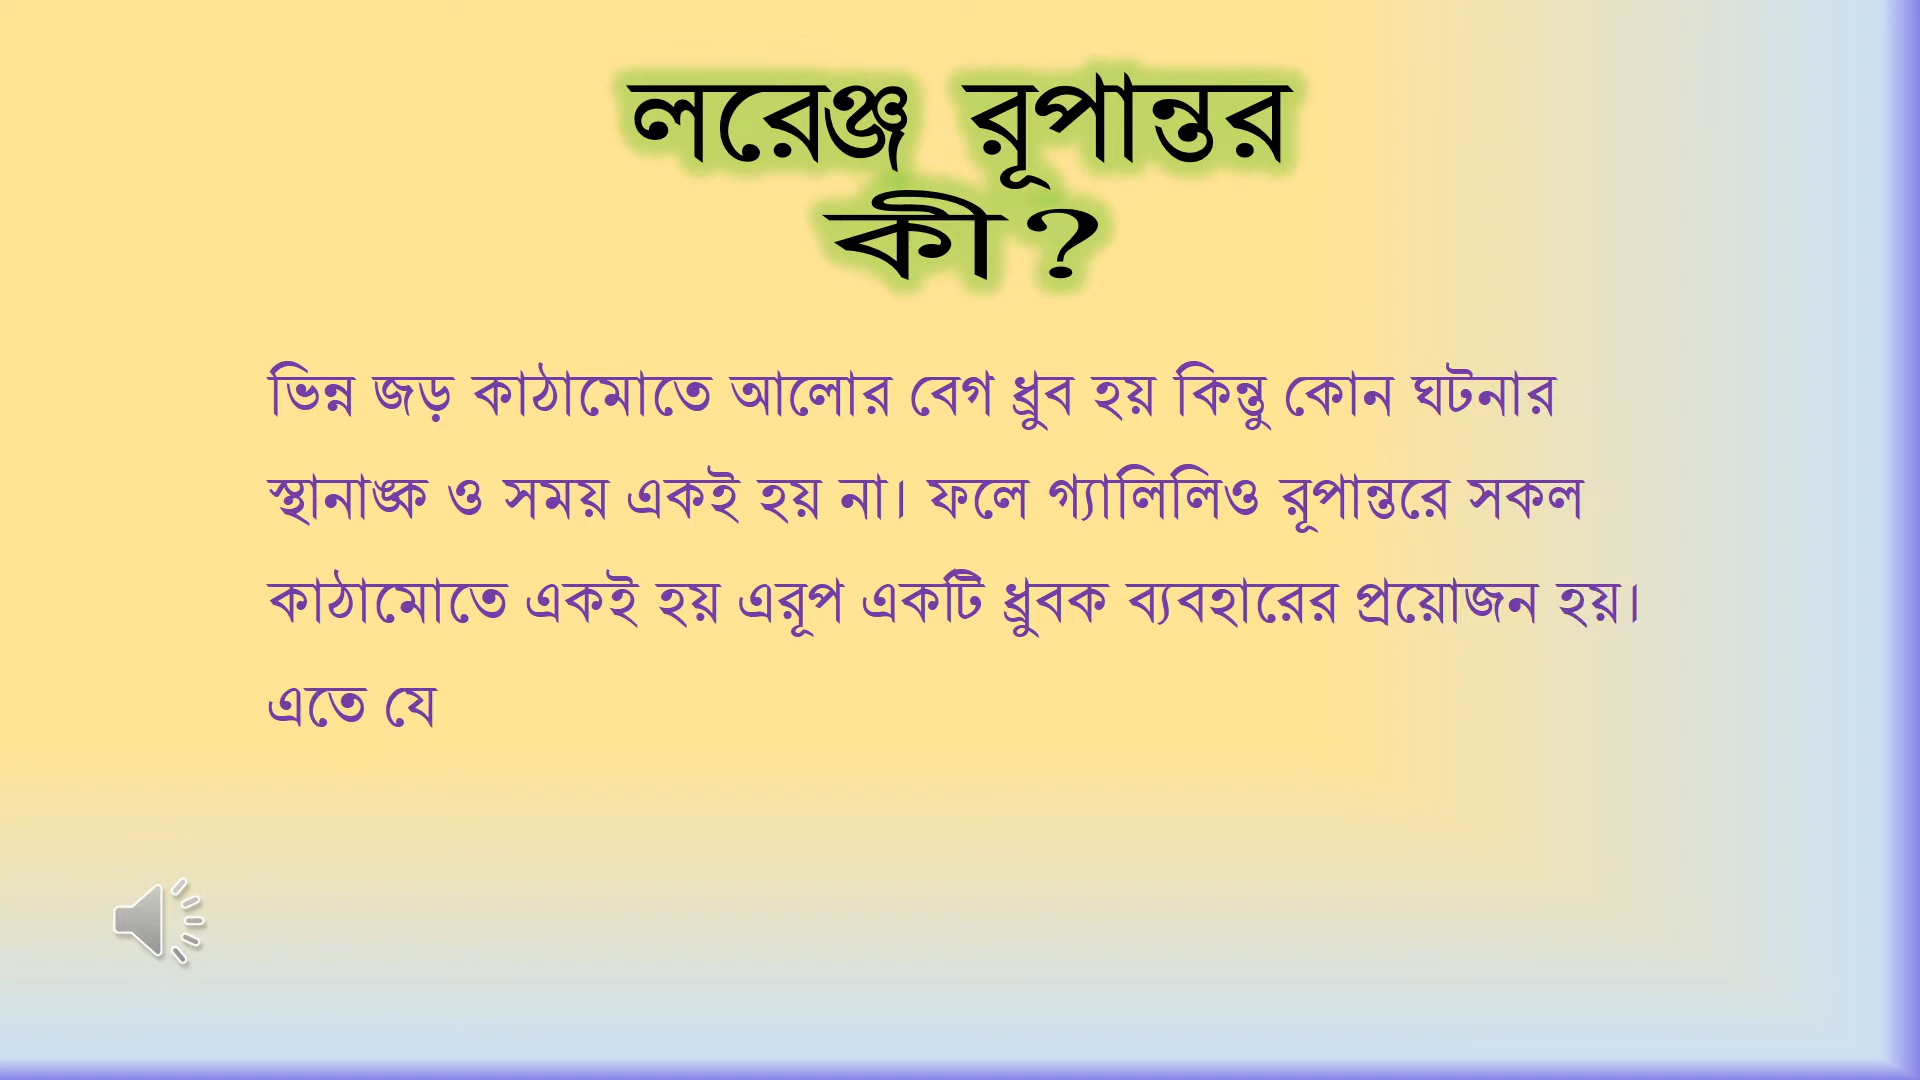 লরেঞ্জ রূপান্তর
কী?
ভিন্ন জড় কাঠামোতে আলোর বেগ ধ্রুব হয় কিন্তু কোন ঘটনার
স্থানাঙ্ক ও সময় একই হয় না। ফলে গ্যালিলিও রূপান্তরে সকল
কাঠামোতে একই হয় এরূপ একটি ধ্রুবক ব্যবহারের প্রয়োজন হয়।
এতে যে